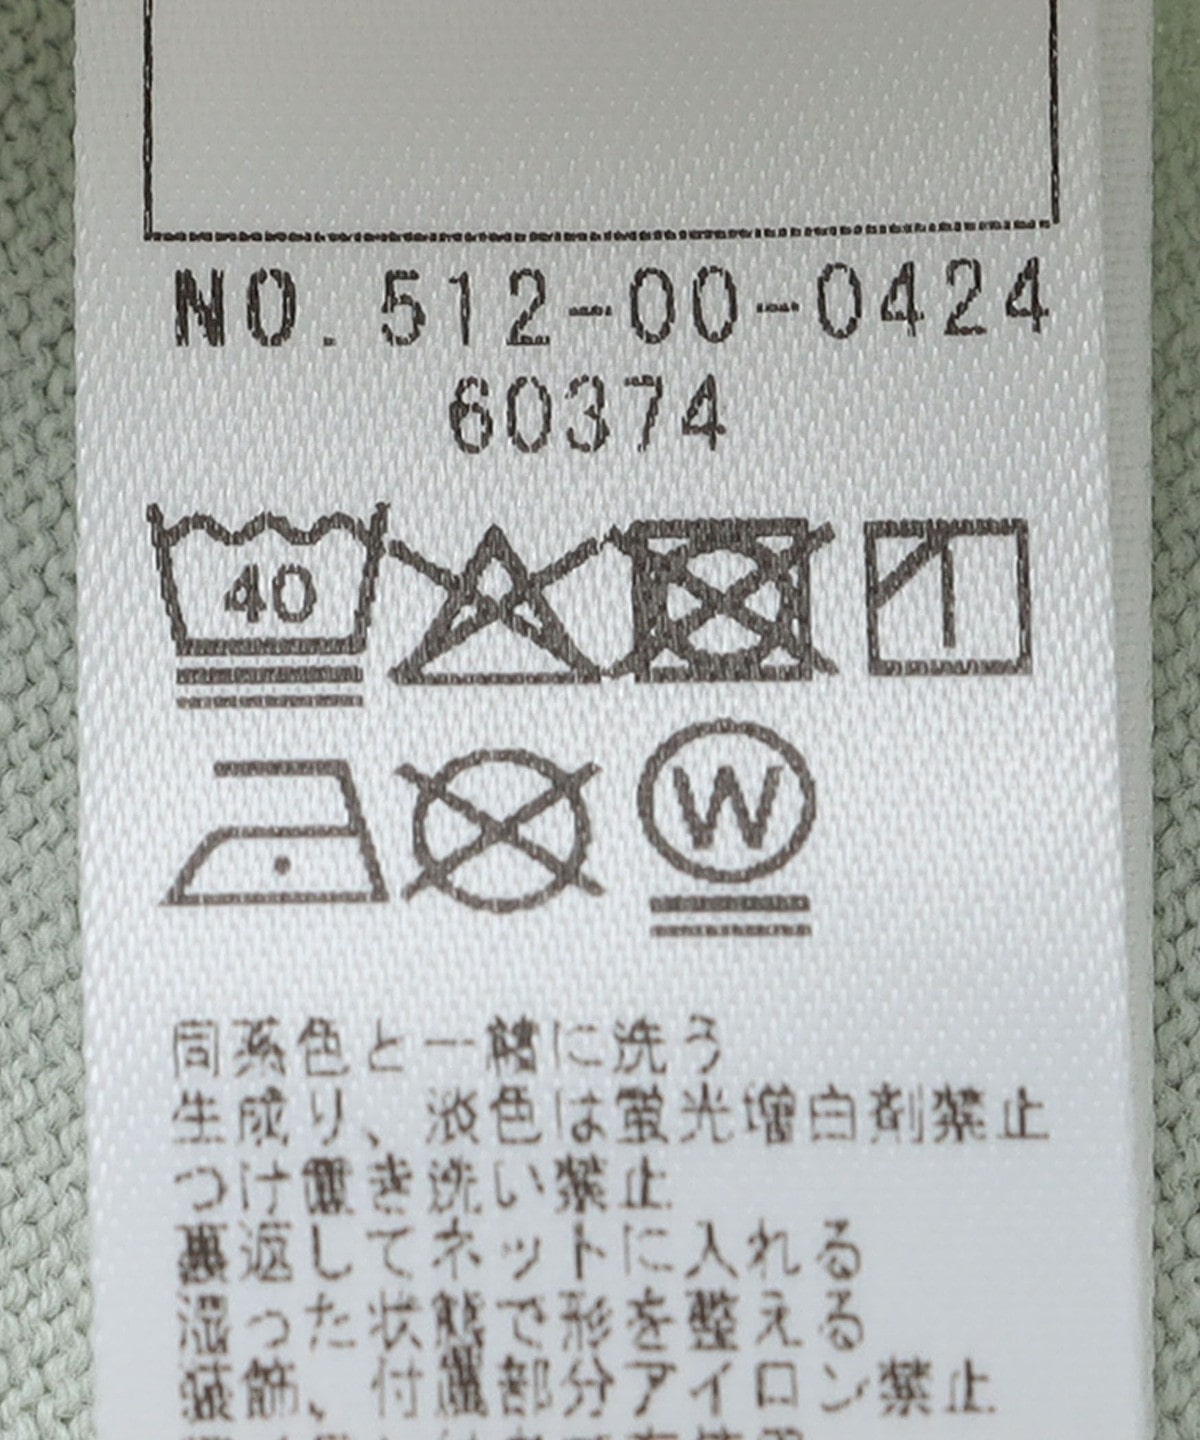 NO. 512-00-0424
60374
40
W
同系色と一緒に洗う
生成り、淡色は蛍光増白剤禁止
つけ置き洗い禁止
裏返してネットに入れる
湿った状態で形を整える
装飾、付属部分アイロン禁止